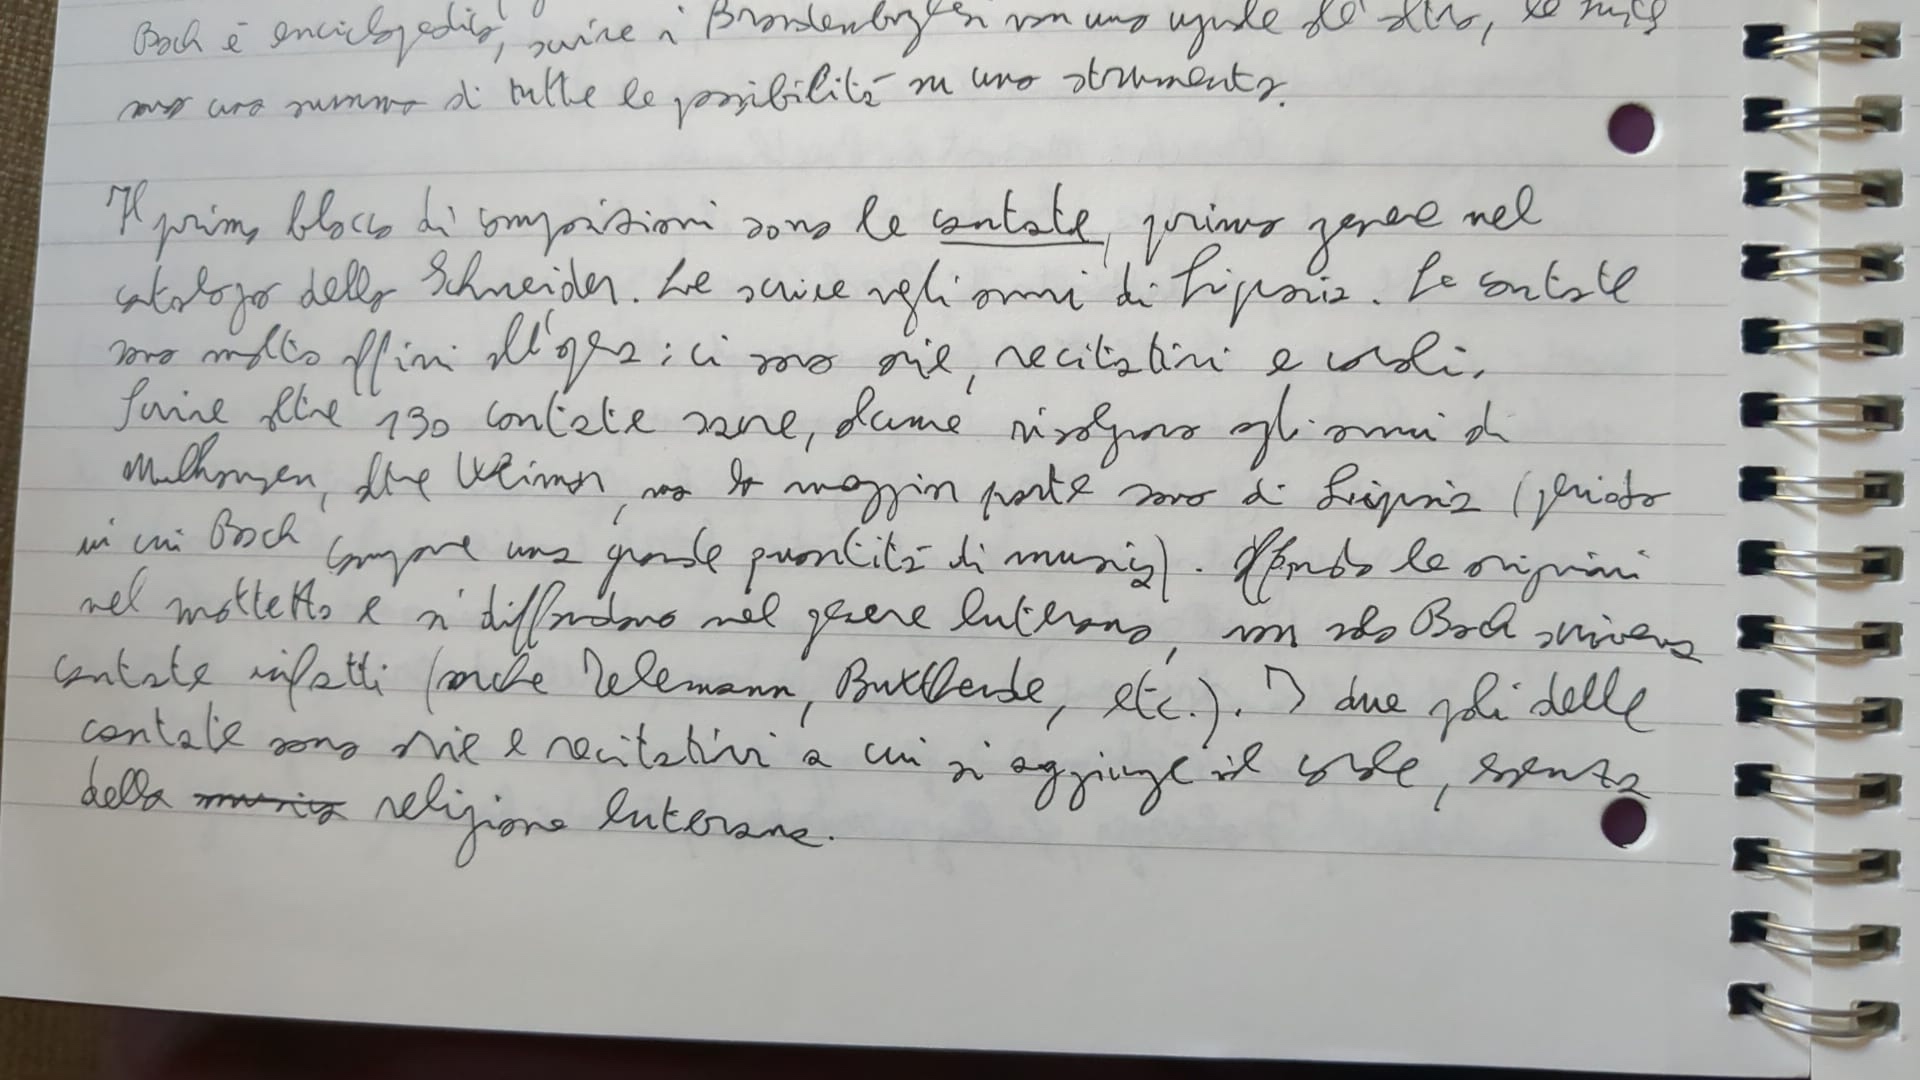 Bach è enciclopedico, scrive i Brandenburghesi non uno uguale all'altro, le suite
sono una summa di tutte le possibilità su uno strumento.
Il primo blocco di composizioni sono le cantate, primo genere nel
catalogo dello Schneider. Le scrive negli anni di Lipsia. Le cantate
sono molto affini all'opera: ci sono arie, recitativi e corali.
Scrive oltre 130 cantate sacre, alcune risalgono agli anni di
Mulhausen, altre Weimar, ma la maggior parte sono di Lipsia (periodo
in cui Bach compone una grande quantità di musica). Affondano le origini
nel mottetto e si diffondono nel genere luterano, non solo Bach scriveva
cantate infatti (anche Telemann, Buxtheude, etc.). I due poli delle
cantate sono arie e recitativi a cui si aggiunge il corale, essenza
della musica religione luterana.